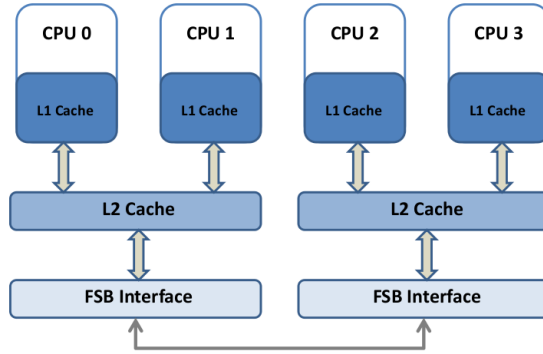 CPU 0
CPU 1
CPU 2
CPU 3
L1 Cache
L1 Cache
L1 Cache
L1 Cache
L2 Cache
L2 Cache
FSB Interface
FSB Interface